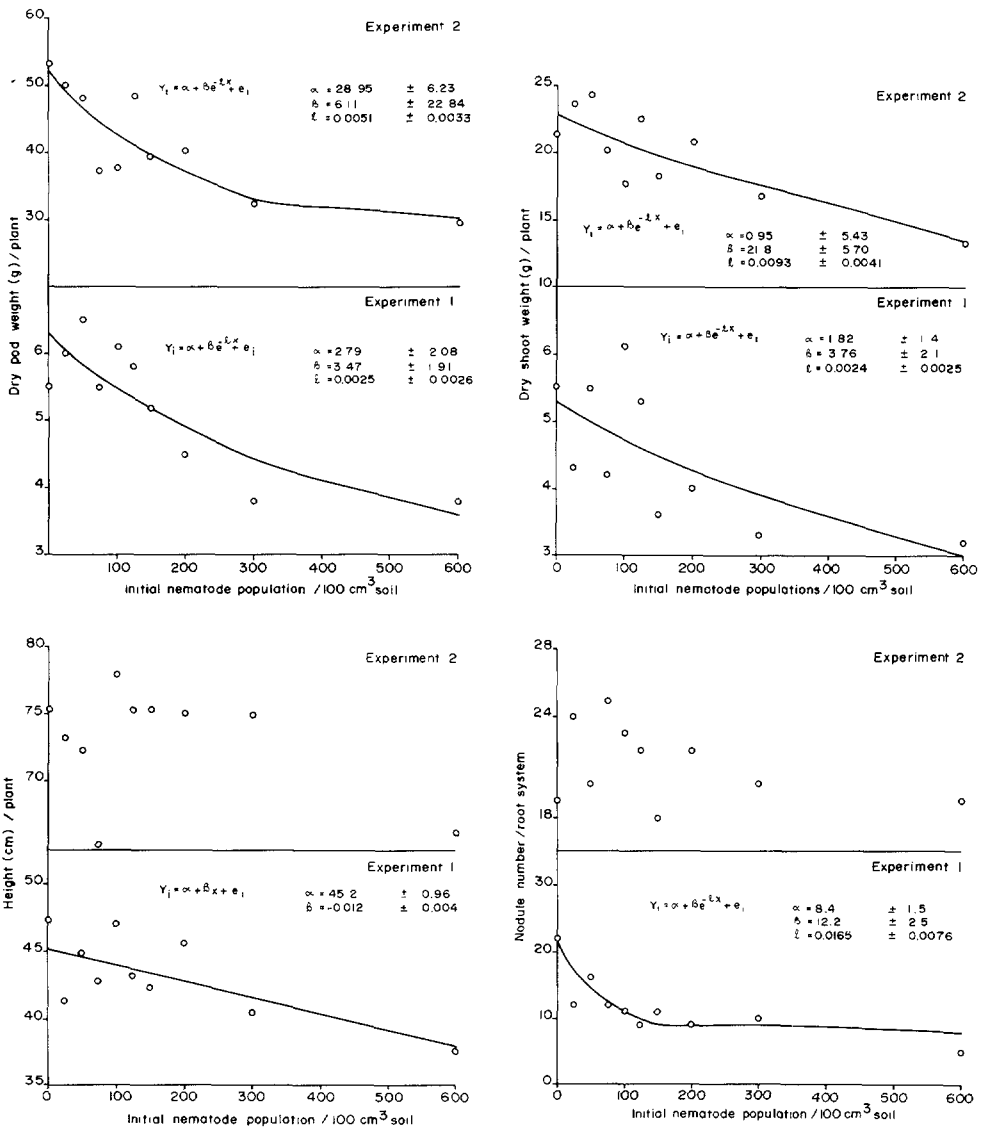 Experiment 2
Yᵢ = α + βe⁻ˡˣ + eᵢ
α = 28.95 ± 6.23
β = 6.11 ± 22.84
ℓ = 0.0051 ± 0.0033
60
50
40
30
Experiment 1
Yᵢ = α + βe⁻ˡˣ + eᵢ
α = 2.79 ± 2.08
β = 3.47 ± 1.91
ℓ = 0.0025 ± 0.0026
6
5
4
3
Dry pod weight (g) / plant
0 100 200 300 400 500 600
Initial nematode population / 100 cm³ soil
Experiment 2
Yᵢ = α + βe⁻ˡˣ + eᵢ
α = 0.95 ± 5.43
β = 21.8 ± 5.70
ℓ = 0.0093 ± 0.0041
25
20
15
10
Experiment 1
Yᵢ = α + βe⁻ˡˣ + eᵢ
α = 1.82 ± 1.4
β = 3.76 ± 2.1
ℓ = 0.0024 ± 0.0025
6
5
4
3
Dry shoot weight (g) / plant
0 100 200 300 400 500 600
Initial nematode populations / 100 cm³ soil
Experiment 2
80
75
70
Experiment 1
Yᵢ = α + βx + eᵢ
α = 45.2 ± 0.96
β = -0.012 ± 0.004
50
45
40
35
Height (cm) / plant
0 100 200 300 400 500 600
Initial nematode population / 100 cm³ soil
Experiment 2
28
24
18
Experiment 1
Yᵢ = α + βe⁻ˡˣ + eᵢ
α = 8.4 ± 1.5
β = 12.2 ± 2.5
ℓ = 0.0165 ± 0.0076
30
20
10
0
Nodule number / root system
0 100 200 300 400 500 600
Initial nematode population / 100 cm³ soil